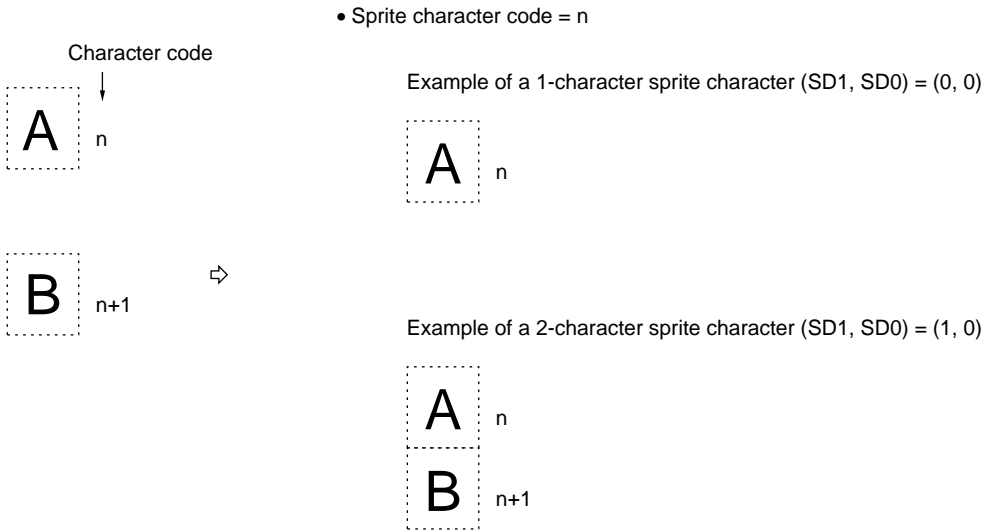 • Sprite character code = n
Character code
Example of a 1-character sprite character (SD1, SD0) = (0, 0)
A n
A n
B n+1
Example of a 2-character sprite character (SD1, SD0) = (1, 0)
A n
B n+1